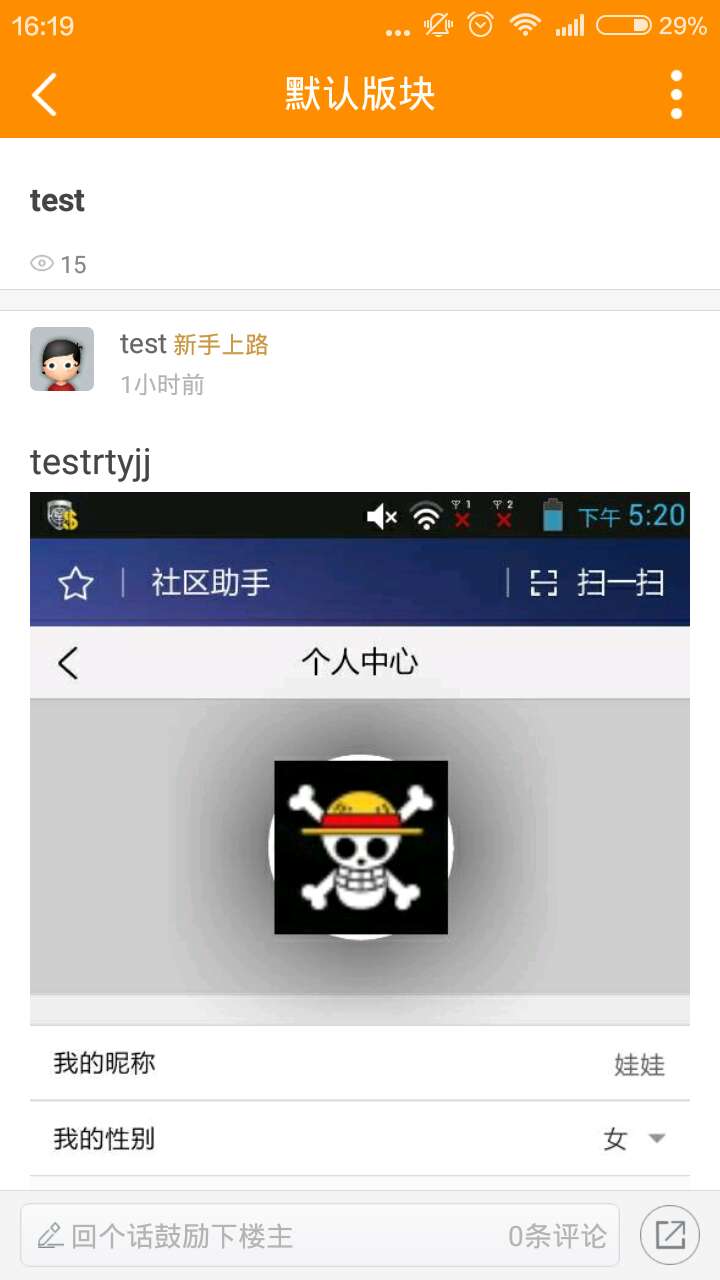 16:19 29%
默认版块
test
15
test 新手上路
1小时前
testrtyjj
1 2 下午 5:20
社区助手 扫一扫
个人中心
我的昵称 娃娃
我的性别 女
回个话鼓励下楼主 0条评论